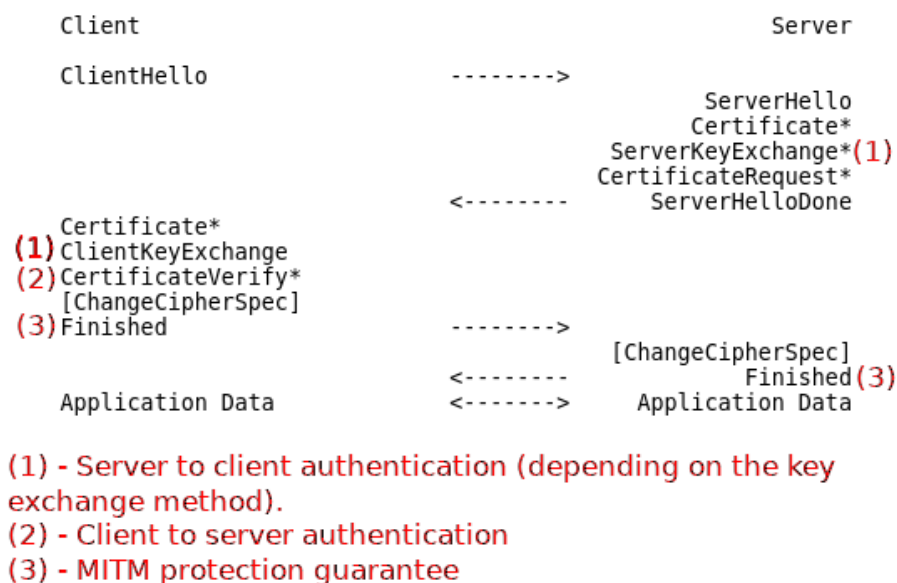 Client Server
ClientHello -------->
ServerHello
Certificate*
ServerKeyExchange*(1)
CertificateRequest*
<-------- ServerHelloDone
Certificate*
(1) ClientKeyExchange
(2) CertificateVerify*
[ChangeCipherSpec]
(3) Finished -------->
[ChangeCipherSpec]
<-------- Finished (3)
Application Data <-------> Application Data
(1) - Server to client authentication (depending on the key
exchange method).
(2) - Client to server authentication
(3) - MITM protection guarantee